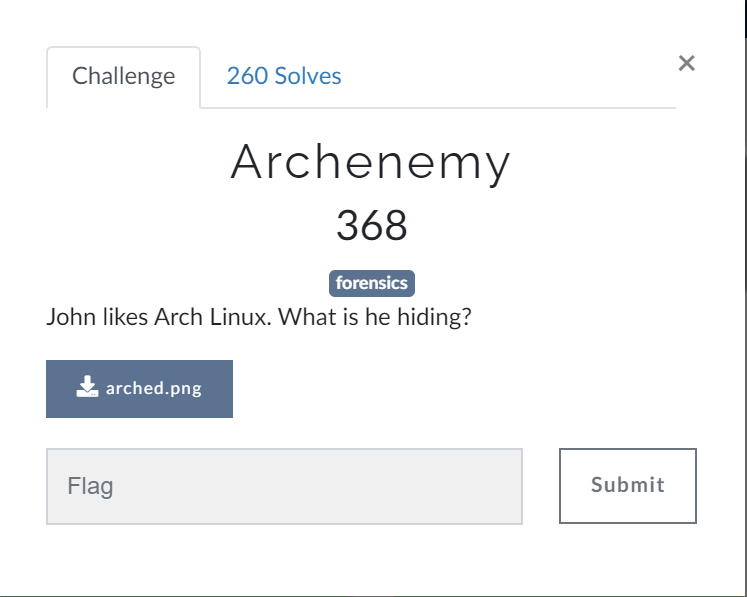 Challenge
260 Solves
×
Archenemy
368
forensics
John likes Arch Linux. What is he hiding?
arched.png
Flag
Submit